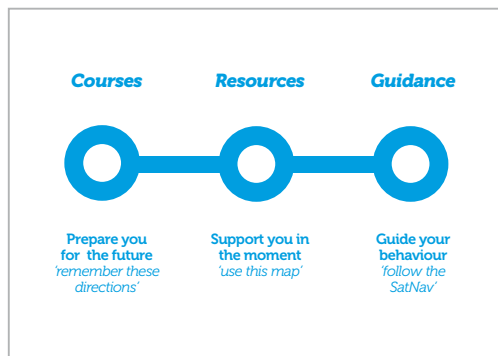 Courses
Resources
Guidance
Prepare you
for the future
'remember these
directions'
Support you in
the moment
'use this map'
Guide your
behaviour
'follow the
SatNav'